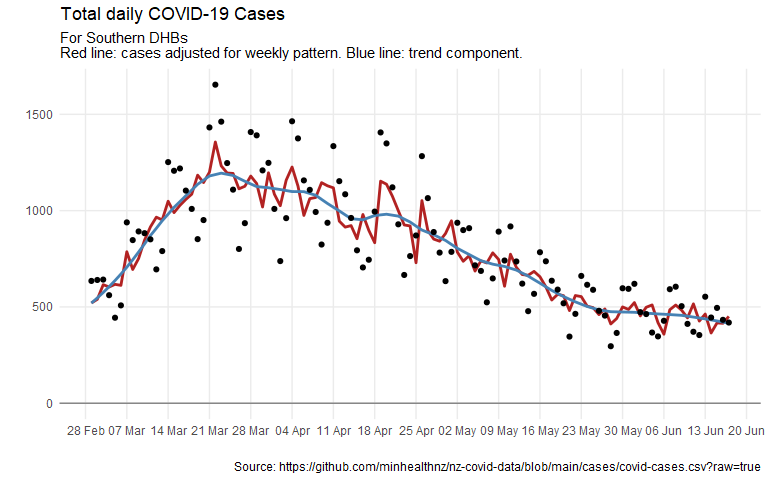 Total daily COVID-19 Cases
For Southern DHBs
Red line: cases adjusted for weekly pattern. Blue line: trend component.
1500
1000
500
0
28 Feb 07 Mar 14 Mar 21 Mar 28 Mar 04 Apr 11 Apr 18 Apr 25 Apr 02 May 09 May 16 May 23 May 30 May 06 Jun 13 Jun 20 Jun
Source: https://github.com/minhealthnz/nz-covid-data/blob/main/cases/covid-cases.csv?raw=true